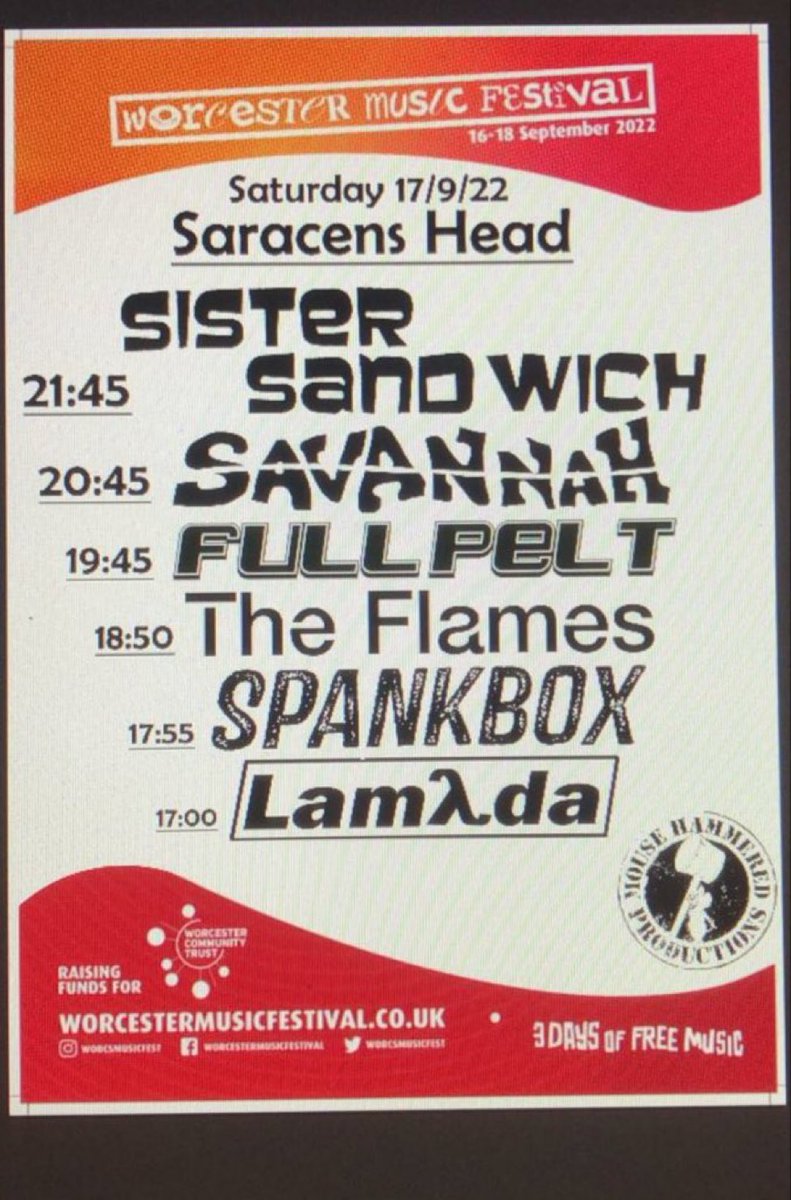 WORCESTER MUSIC FESTIVAL
16-18 September 2022
Saturday 17/9/22
Saracens Head
SISTER
21:45 SANDWICH
20:45 SAVANNAH
19:45 FULL PELT
18:50 The Flames
17:55 SPANKBOX
17:00 Lamλda
MOUSE HAMMERED PRODUCTIONS
WORCESTER
COMMUNITY
TRUST
RAISING
FUNDS FOR
WORCESTERMUSICFESTIVAL.CO.UK
WORCSMUSICFEST WORCESTERMUSICFESTIVAL WORCSMUSICFEST
3 DAYS OF FREE MUSIC